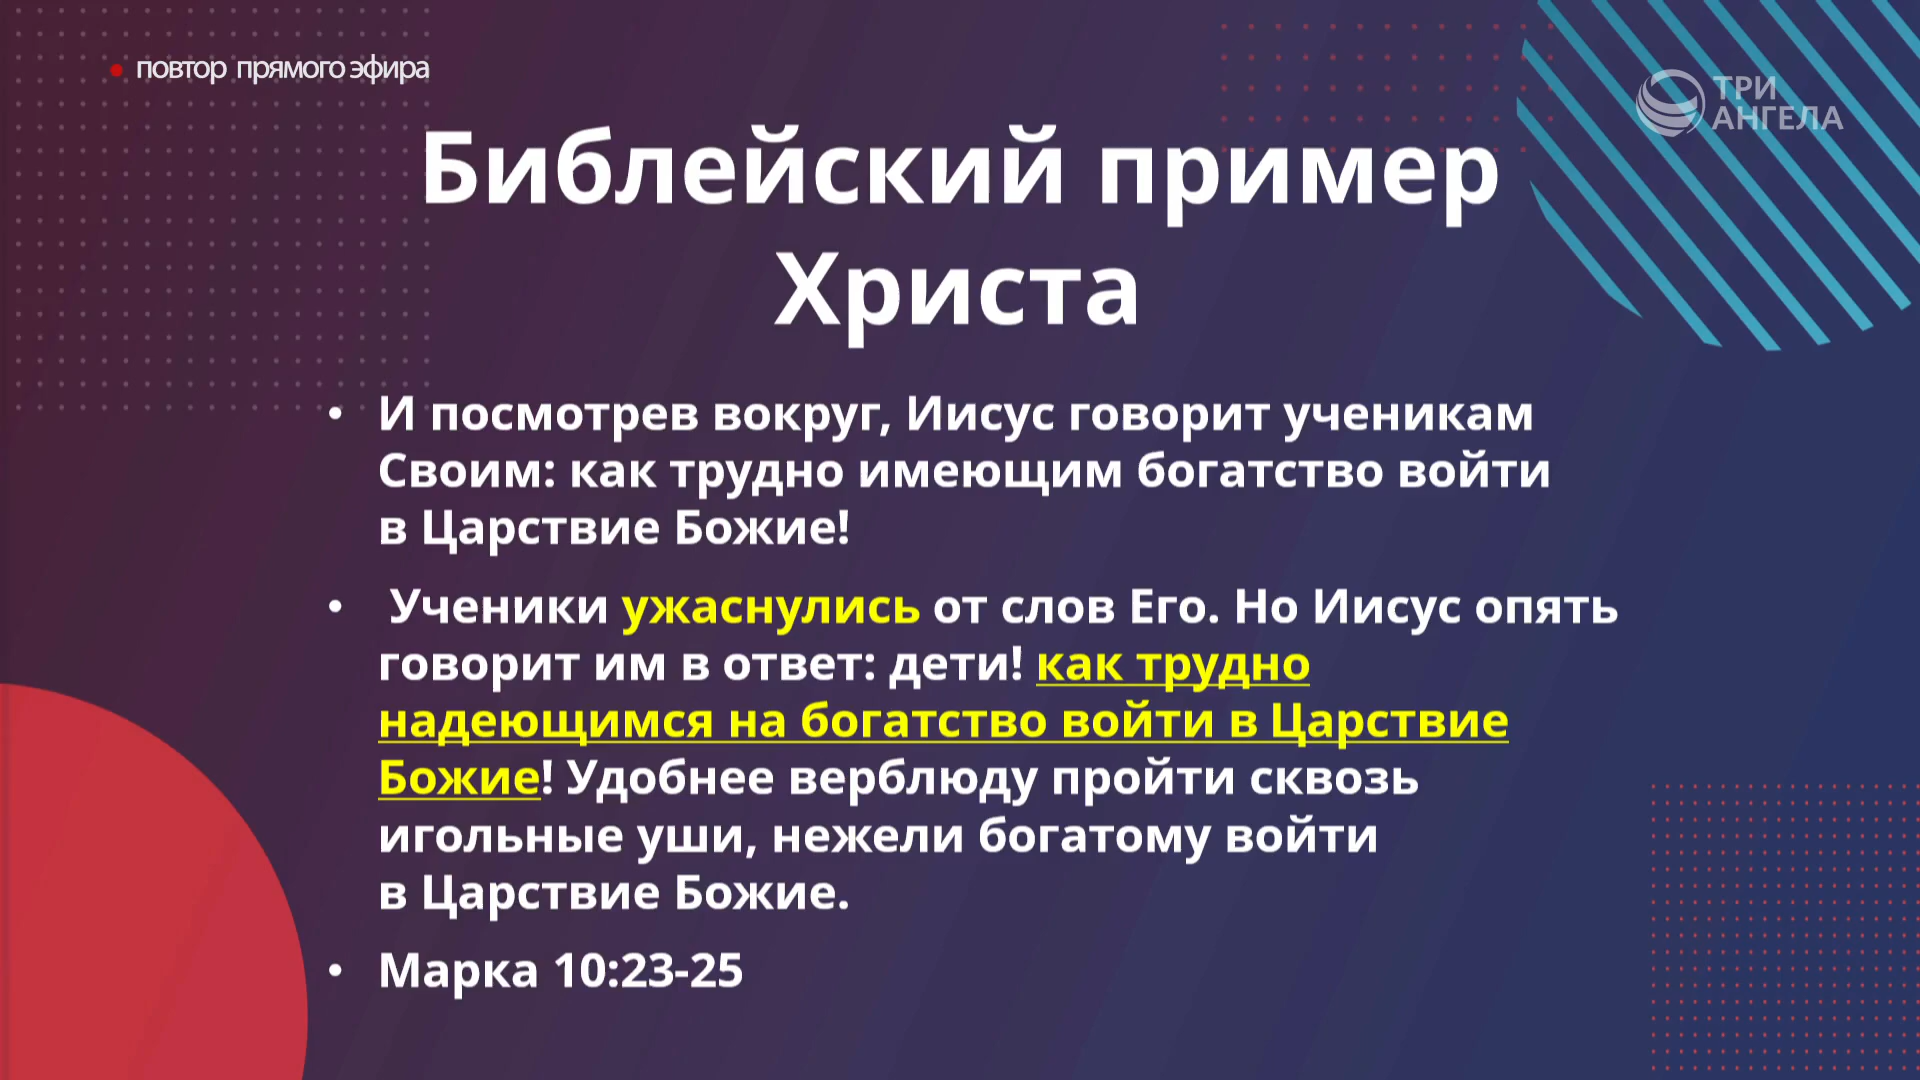 повтор прямого эфира
ТРИ
АНГЕЛА
Библейский пример
Христа
• И посмотрев вокруг, Иисус говорит ученикам
Своим: как трудно имеющим богатство войти
в Царствие Божие!
• Ученики ужаснулись от слов Его. Но Иисус опять
говорит им в ответ: дети! как трудно
надеющимся на богатство войти в Царствие
Божие! Удобнее верблюду пройти сквозь
игольные уши, нежели богатому войти
в Царствие Божие.
• Марка 10:23-25